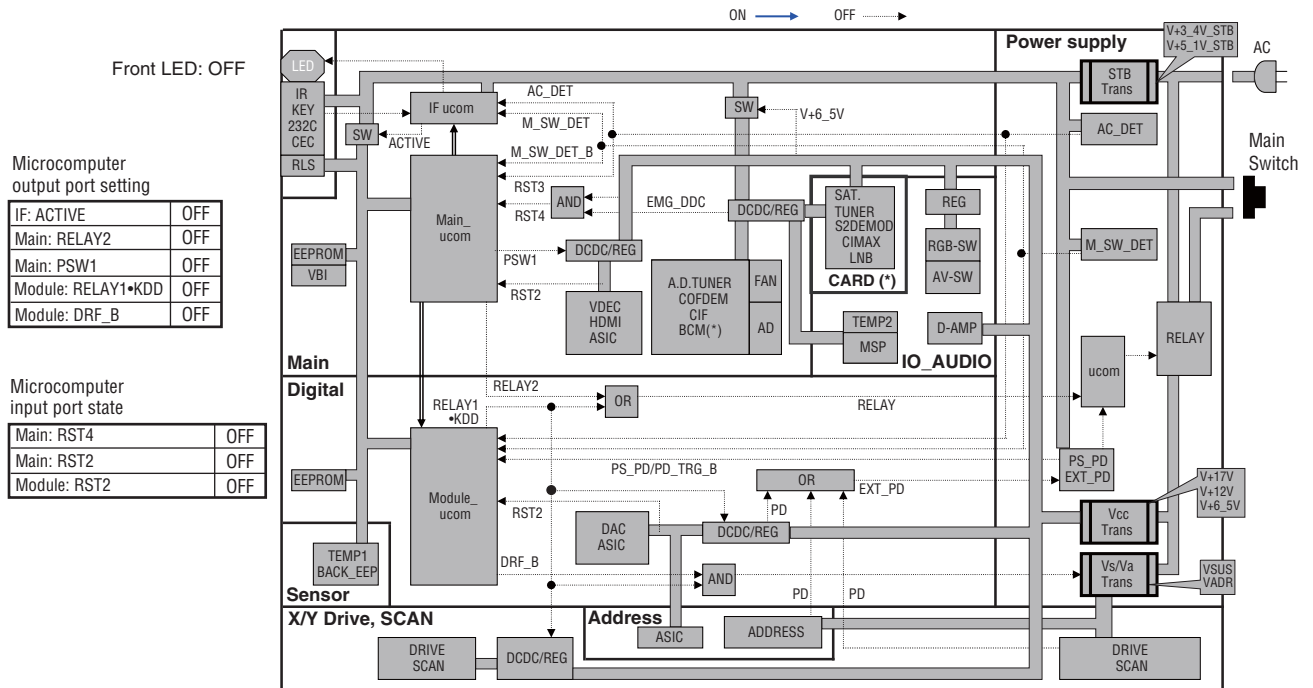 ON
OFF
Front LED: OFF
Microcomputer
output port setting
IF: ACTIVE OFF
Main: RELAY2 OFF
Main: PSW1 OFF
Module: RELAY1•KDD OFF
Module: DRF_B OFF
Microcomputer
input port state
Main: RST4 OFF
Main: RST2 OFF
Module: RST2 OFF
Power supply
V+3_4V_STB
V+5_1V_STB
AC
LED
IR
KEY
232C
CEC
RLS
SW
ACTIVE
IF ucom
AC_DET
M_SW_DET
M_SW_DET_B
SW
V+6_5V
STB
Trans
AC_DET
Main
Switch
Main_
ucom
RST3
RST4
AND
EMG_DDC
DCDC/REG
SAT.
TUNER
S2DEMOD
CIMAX
LNB
CARD (*)
REG
RGB-SW
AV-SW
M_SW_DET
EEPROM
VBI
PSW1
DCDC/REG
RST2
VDEC
HDMI
ASIC
A.D.TUNER
COFDEM
CIF
BCM(*)
FAN
AD
TEMP2
MSP
D-AMP
RELAY
ucom
Main
IO_AUDIO
Digital
RELAY2
RELAY1
•KDD
OR
RELAY
EEPROM
Module_
ucom
PS_PD/PD_TRG_B
OR
EXT_PD
PS_PD
EXT_PD
RST2
DAC
ASIC
PD
DCDC/REG
V+17V
V+12V
V+6_5V
Vcc
Trans
TEMP1
BACK_EEP
DRF_B
AND
Vs/Va
Trans
VSUS
VADR
Sensor
PD
PD
X/Y Drive, SCAN
Address
ASIC
ADDRESS
DRIVE
SCAN
DCDC/REG
DRIVE
SCAN